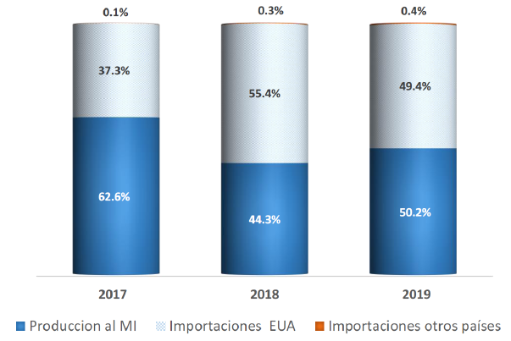 0.1% 0.3% 0.4%
37.3% 55.4% 49.4%
62.6% 44.3% 50.2%
2017 2018 2019
Produccion al MI Importaciones EUA Importaciones otros países